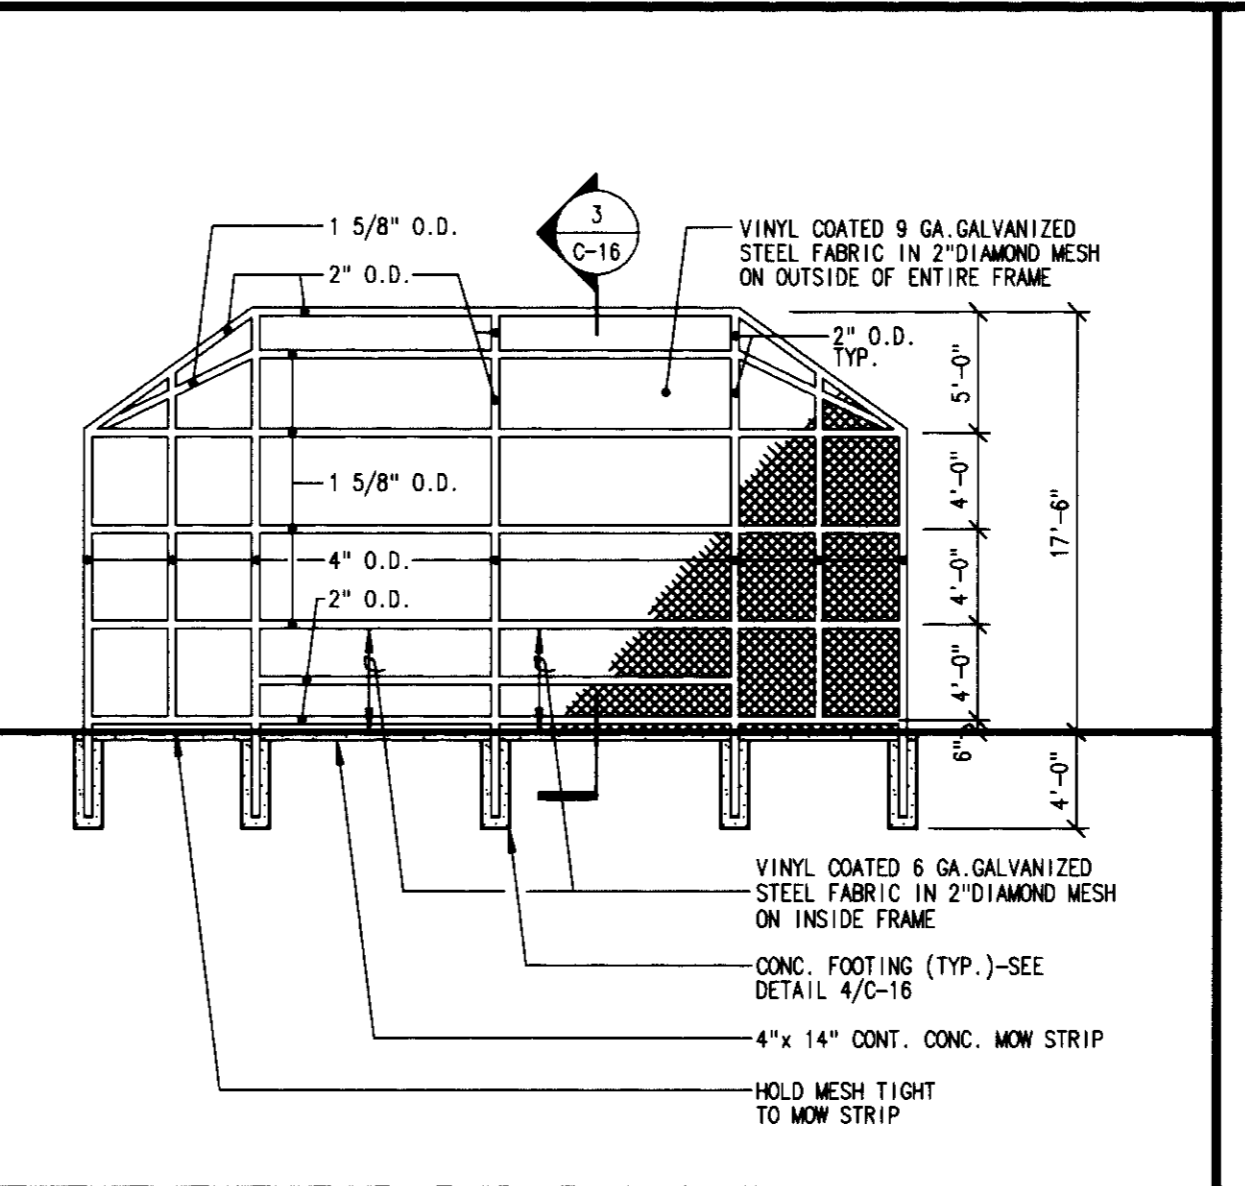 1 5/8" O.D.
3
C-16
VINYL COATED 9 GA.GALVANIZED
STEEL FABRIC IN 2"DIAMOND MESH
ON OUTSIDE OF ENTIRE FRAME
2" O.D.
2" O.D.
TYP.
5'-0"
1 5/8" O.D.
4'-0"
17'-6"
4" O.D.
4'-0"
2" O.D.
4'-0"
6"
4'-0"
VINYL COATED 6 GA.GALVANIZED
STEEL FABRIC IN 2"DIAMOND MESH
ON INSIDE FRAME
CONC. FOOTING (TYP.)-SEE
DETAIL 4/C-16
4"x 14" CONT. CONC. MOW STRIP
HOLD MESH TIGHT
TO MOW STRIP